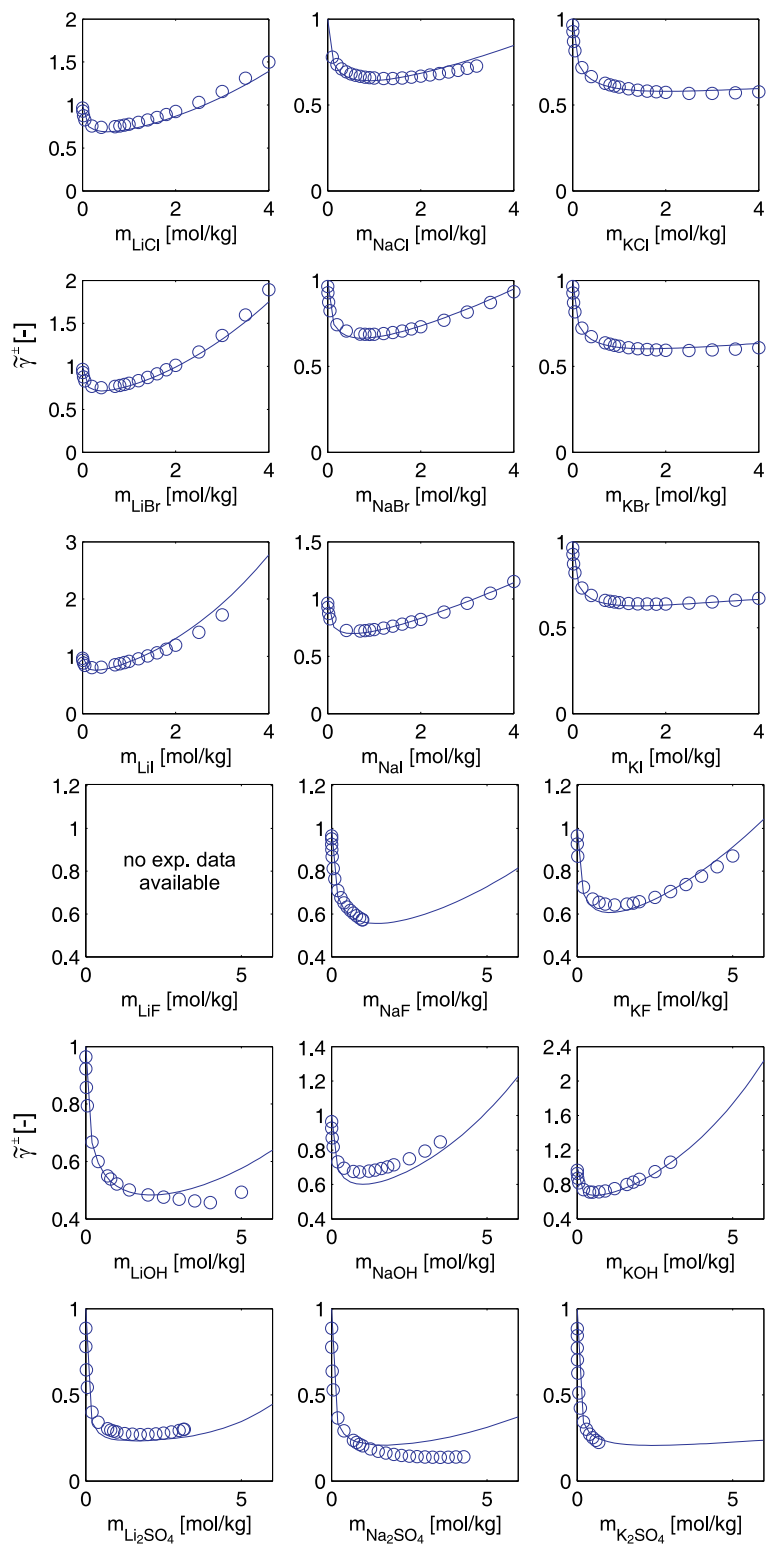 2
1.5
1
0.5
0
0 2 4
m_LiCl [mol/kg]
1
0.5
0
0 2 4
m_NaCl [mol/kg]
1
0.5
0
0 2 4
m_KCl [mol/kg]
γ̃± [-]
2
1.5
1
0.5
0
0 2 4
m_LiBr [mol/kg]
1
0.5
0
0 2 4
m_NaBr [mol/kg]
1
0.5
0
0 2 4
m_KBr [mol/kg]
3
2
1
0
0 2 4
m_LiI [mol/kg]
1.5
1
0.5
0
0 2 4
m_NaI [mol/kg]
1
0.5
0
0 2 4
m_KI [mol/kg]
1.2
1
0.8
0.6
0.4
no exp. data
available
0 5
m_LiF [mol/kg]
1.2
1
0.8
0.6
0.4
0 5
m_NaF [mol/kg]
1.2
1
0.8
0.6
0.4
0 5
m_KF [mol/kg]
γ̃± [-]
1
0.8
0.6
0.4
0 5
m_LiOH [mol/kg]
1.4
1.2
1
0.8
0.6
0.4
0 5
m_NaOH [mol/kg]
2.4
2
1.6
1.2
0.8
0.4
0 5
m_KOH [mol/kg]
1
0.5
0
0 5
m_Li₂SO₄ [mol/kg]
1
0.5
0
0 5
m_Na₂SO₄ [mol/kg]
1
0.5
0
0 5
m_K₂SO₄ [mol/kg]